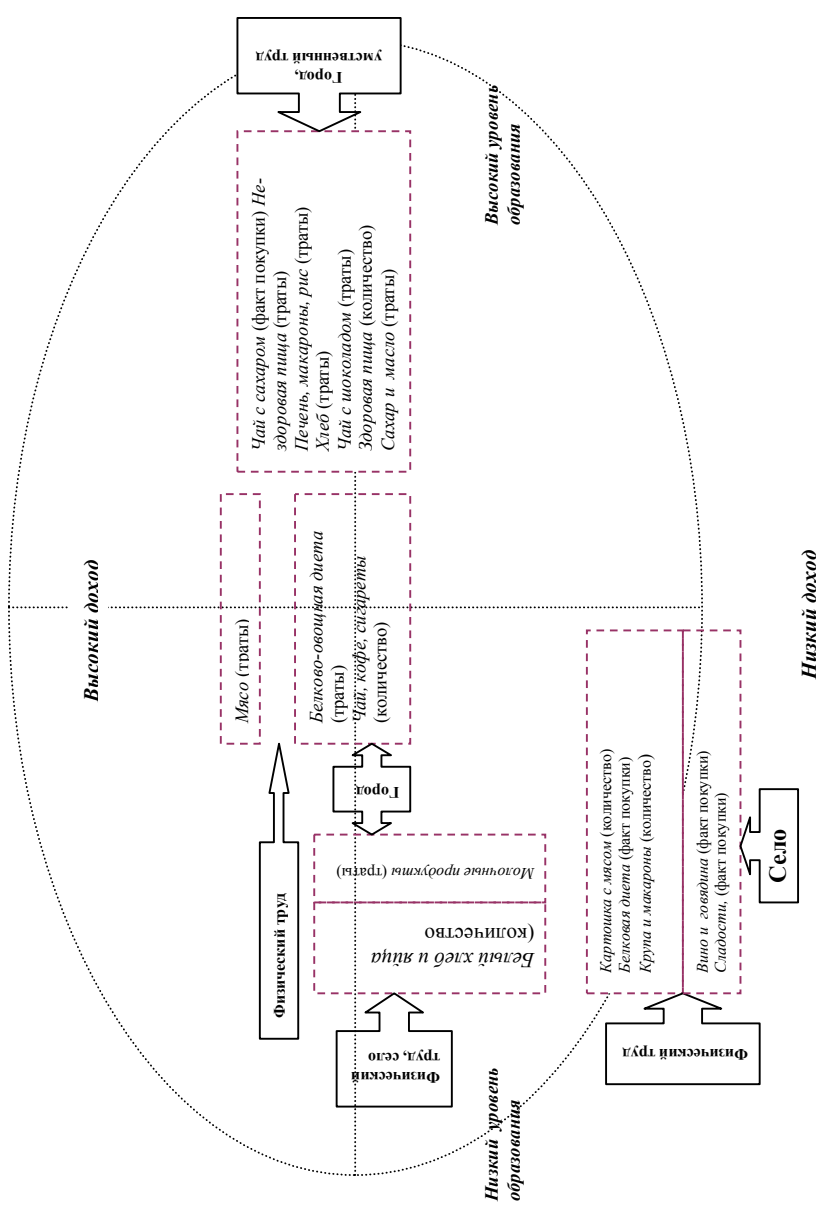 Город,
умственный труд
Высокий уровень
образования
Чай с сахаром (факт покупки) Не-
здоровая пища (траты)
Печень, макароны, рис (траты)
Хлеб (траты)
Чай с шоколадом (траты)
Здоровая пища (количество)
Сахар и масло (траты)
Высокий доход
Мясо (траты)
Белково-овощная диета
(траты)
Чай, кофе, сигареты
(количество)
Низкий доход
Город
Физический труд
Молочные продукты (траты)
Белый хлеб и яйца
(количество
Физический
труд, село
Картошка с мясом (количество)
Белковая диета (факт покупки)
Крупа и макароны (количество)
Вино и говядина (факт покупки)
Сладости, (факт покупки)
Село
Физический труд
Низкий уровень
образования